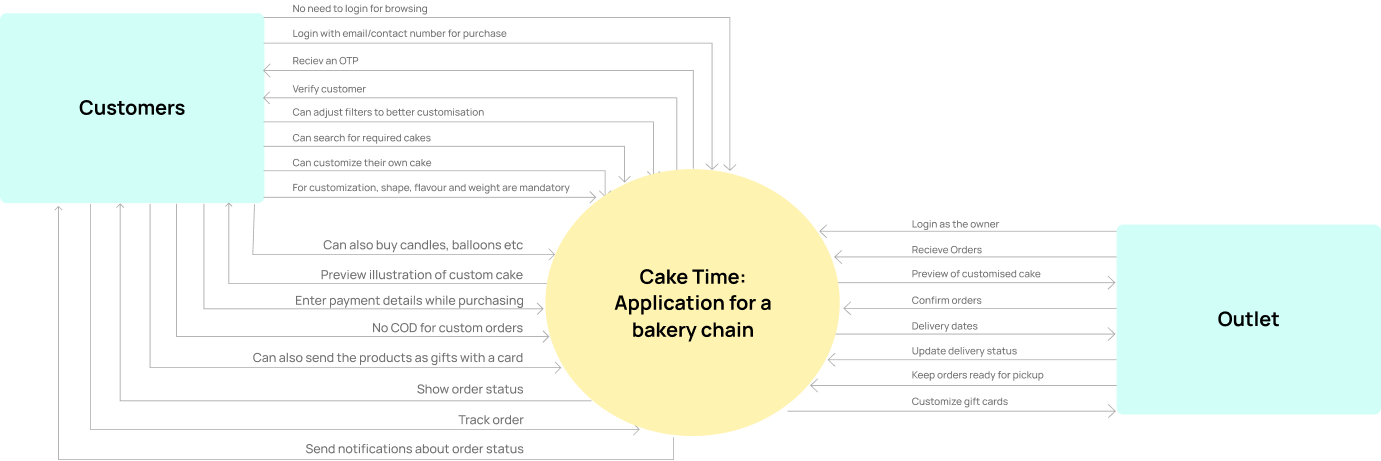 No need to login for browsing
Login with email/contact number for purchase
Reciev an OTP
Verify customer
Can adjust filters to better customisation
Can search for required cakes
Can customize their own cake
For customization, shape, flavour and weight are mandatory
Customers
Can also buy candles, balloons etc
Preview illustration of custom cake
Enter payment details while purchasing
No COD for custom orders
Can also send the products as gifts with a card
Show order status
Track order
Send notifications about order status
Cake Time:
Application for a
bakery chain
Login as the owner
Recieve Orders
Preview of customised cake
Confirm orders
Delivery dates
Update delivery status
Keep orders ready for pickup
Customize gift cards
Outlet